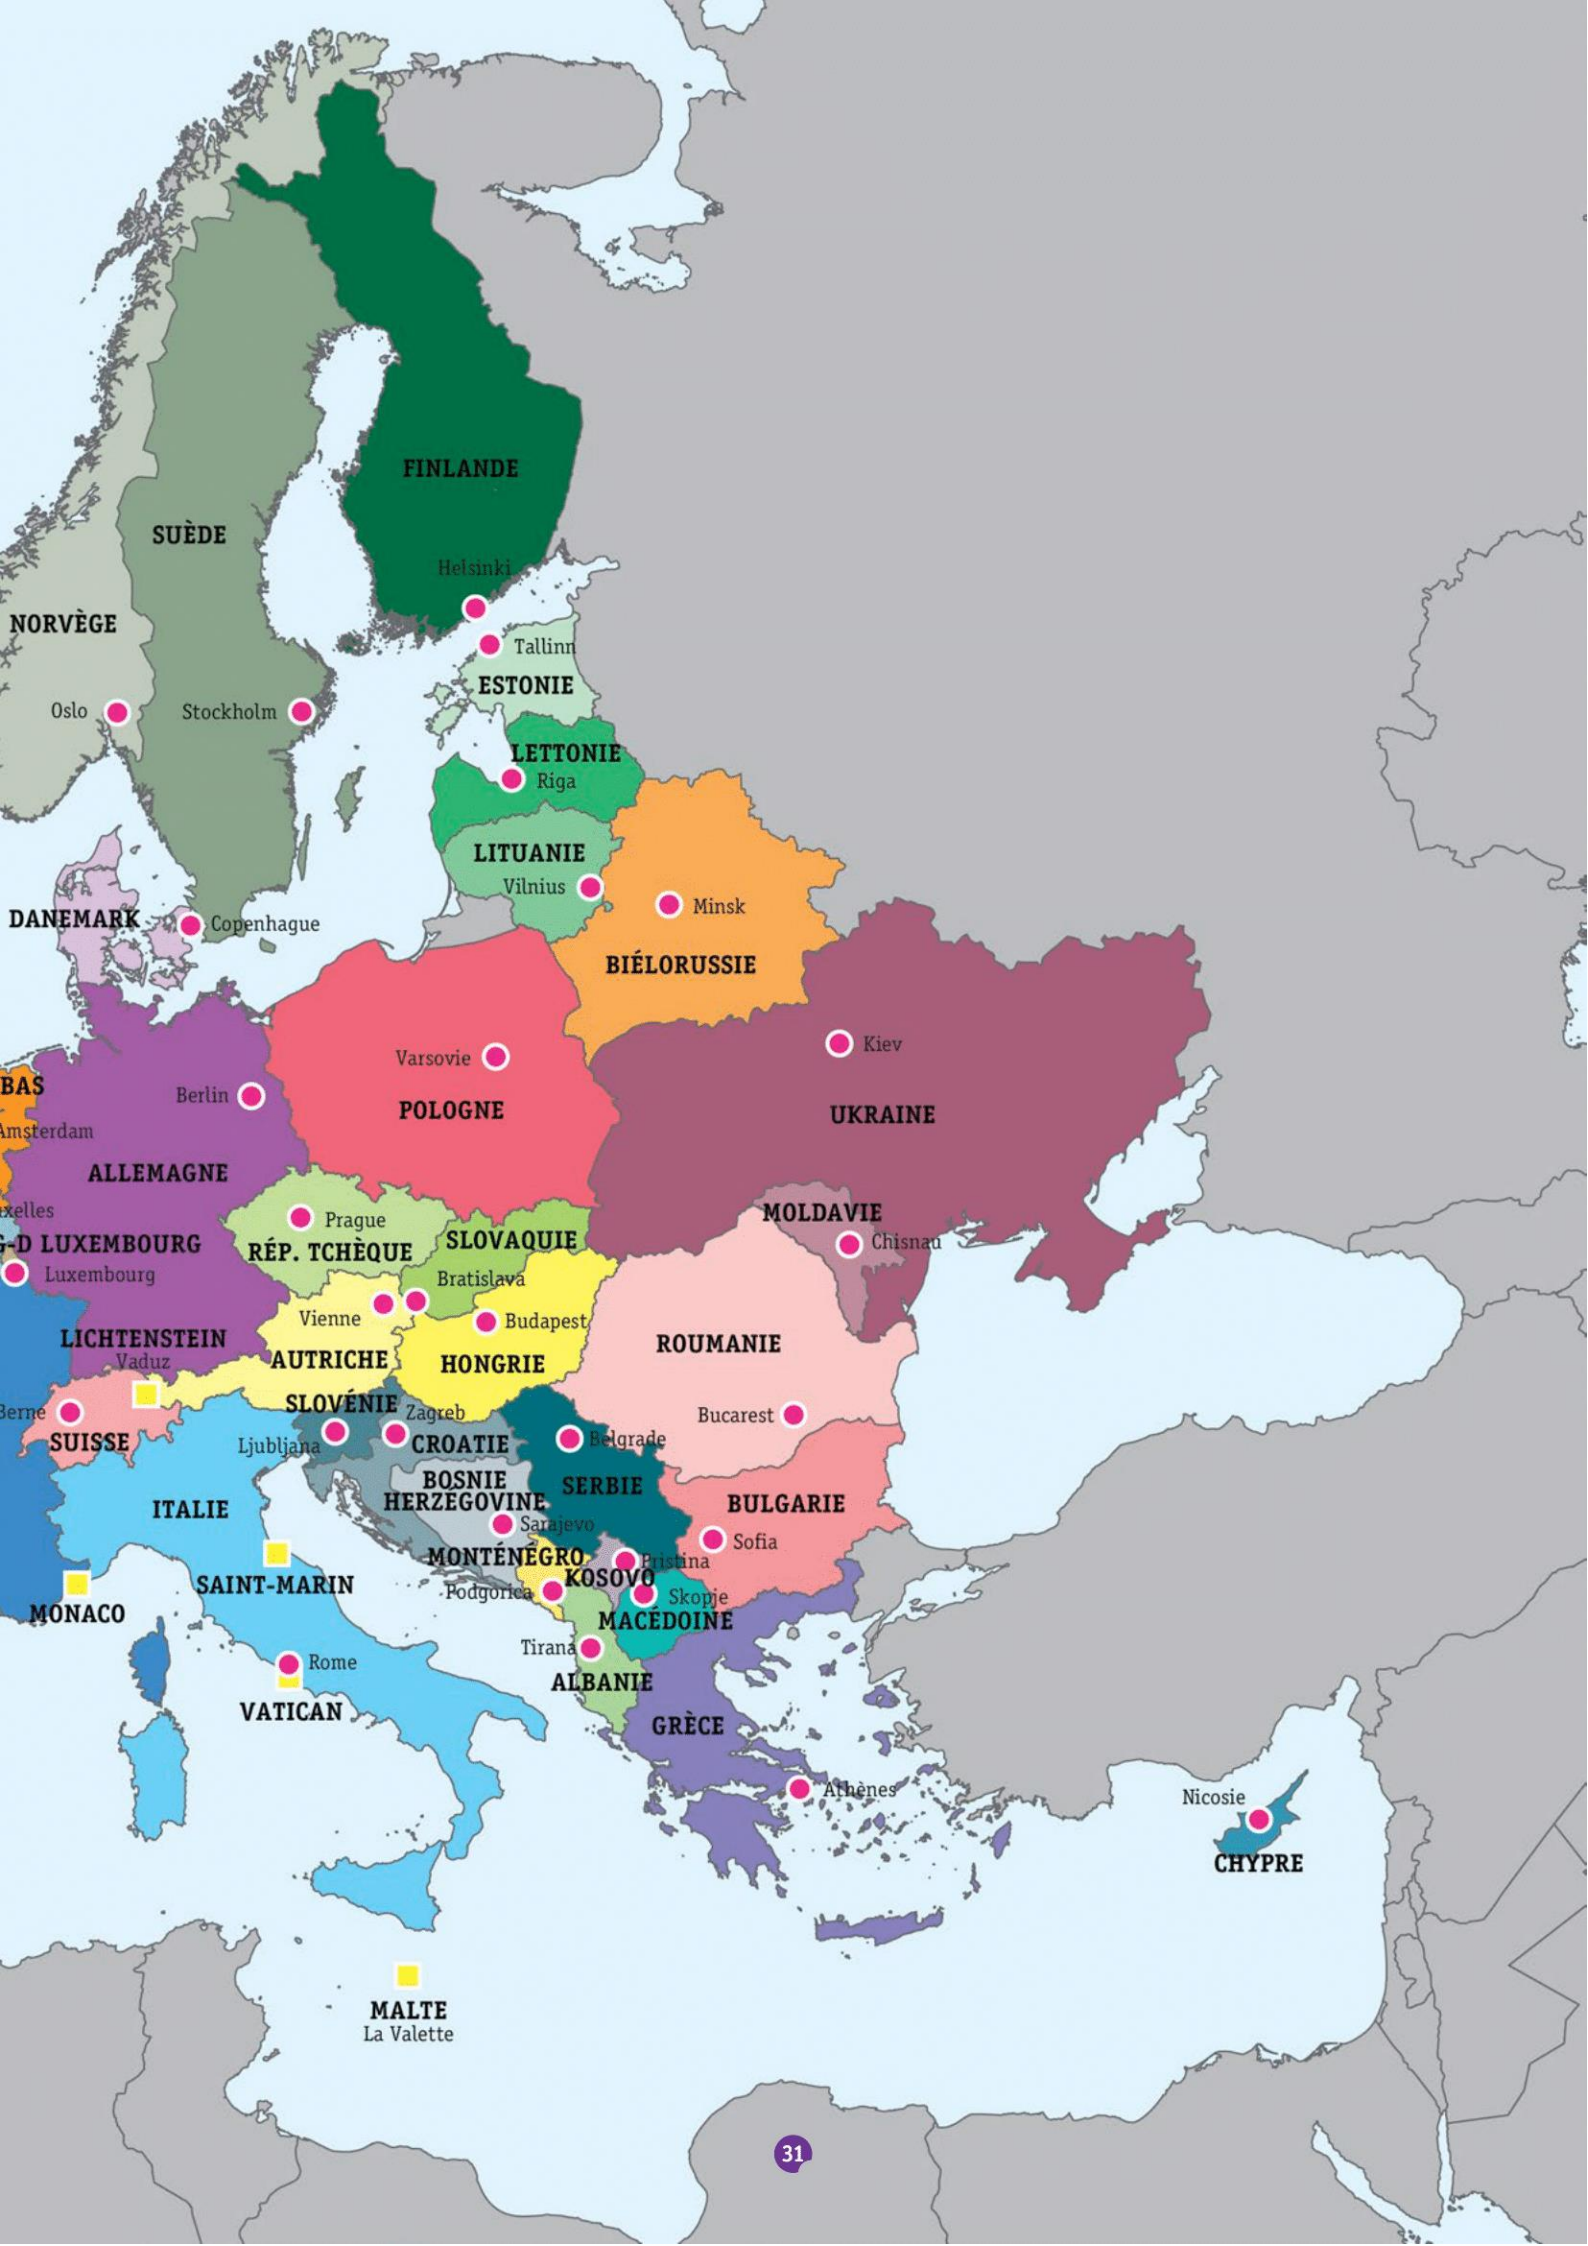 FINLANDE
SUÈDE
Helsinki
NORVÈGE
Tallinn
ESTONIE
Oslo
Stockholm
LETTONIE
Riga
LITUANIE
Vilnius
Minsk
DANEMARK
Copenhague
BIÉLORUSSIE
Kiev
Varsovie
BAS
Berlin
POLOGNE
UKRAINE
Amsterdam
ALLEMAGNE
xelles
MOLDAVIE
Prague
SLOVAQUIE
G-D LUXEMBOURG
RÉP. TCHÈQUE
Chisnau
Luxembourg
Bratislava
Vienne
Budapest
LICHTENSTEIN
ROUMANIE
Vaduz
AUTRICHE
HONGRIE
SLOVÉNIE
Berne
Zagreb
Bucarest
SUISSE
Ljubljana
CROATIE
Belgrade
BOSNIE
HERZÉGOVINE
SERBIE
ITALIE
BULGARIE
Sarajevo
Sofia
MONTÉNÉGRO
Pristina
KOSOVO
SAINT-MARIN
Podgorica
Skopje
MONACO
MACÉDOINE
Tirana
Rome
ALBANIE
VATICAN
GRÈCE
Athènes
Nicosie
CHYPRE
MALTE
La Valette
31